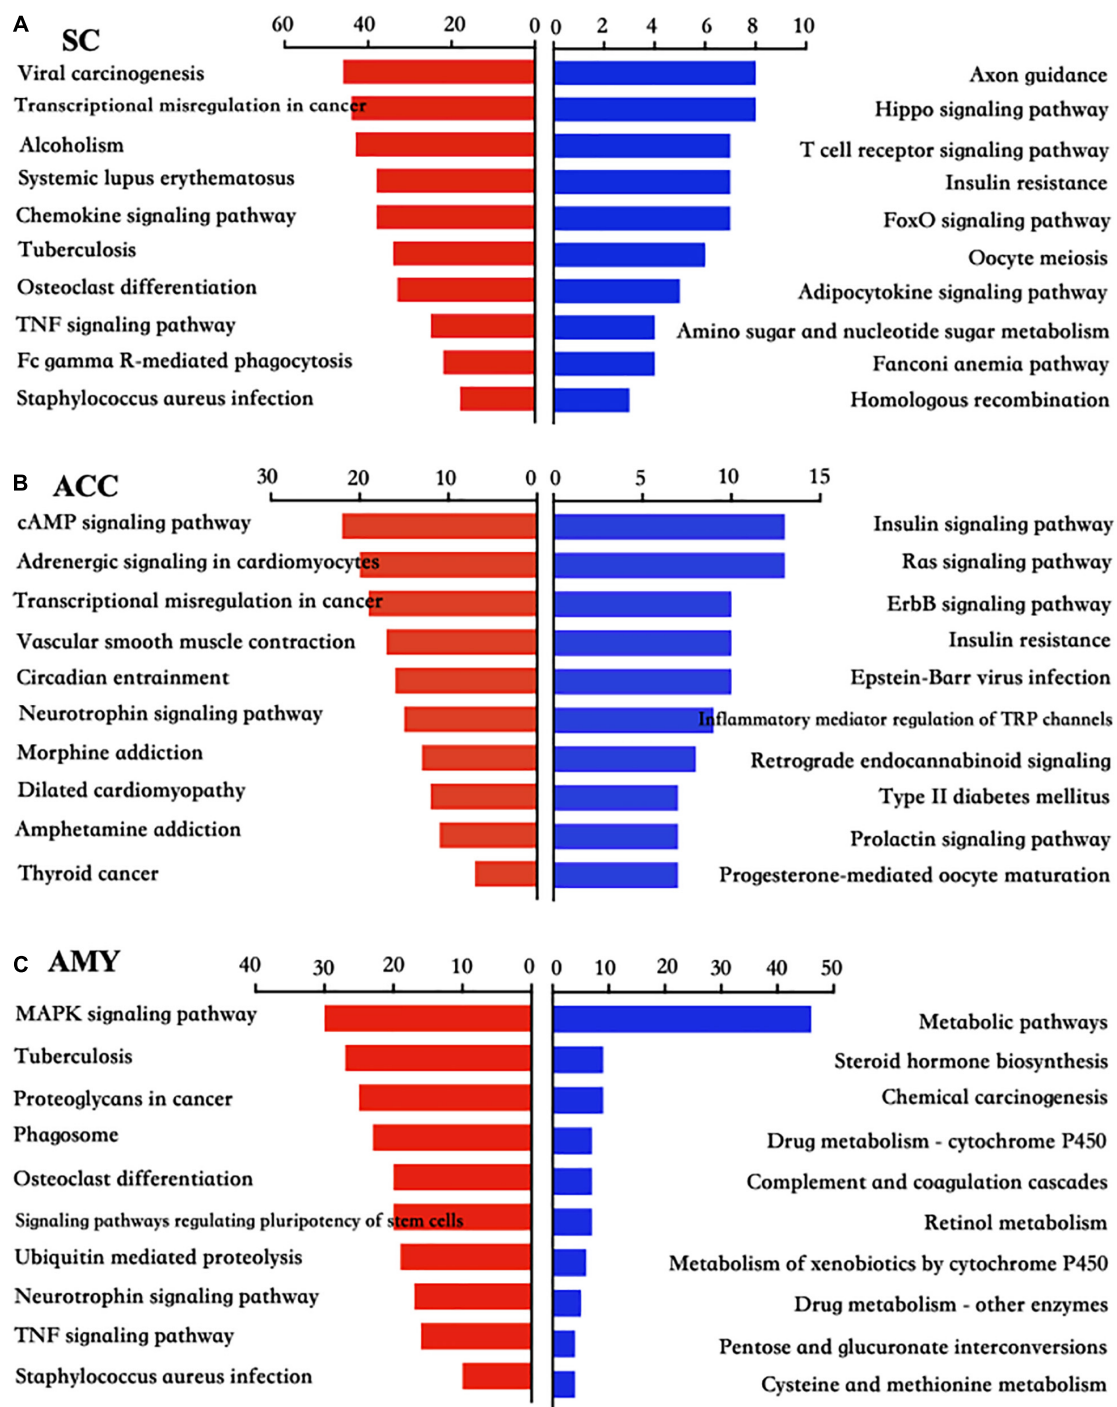 A
SC
60 40 20 0 0 2 4 6 8 10
Viral carcinogenesis
Axon guidance
Transcriptional misregulation in cancer
Hippo signaling pathway
Alcoholism
T cell receptor signaling pathway
Systemic lupus erythematosus
Insulin resistance
Chemokine signaling pathway
FoxO signaling pathway
Tuberculosis
Oocyte meiosis
Osteoclast differentiation
Adipocytokine signaling pathway
TNF signaling pathway
Amino sugar and nucleotide sugar metabolism
Fc gamma R-mediated phagocytosis
Fanconi anemia pathway
Staphylococcus aureus infection
Homologous recombination
B
ACC
30 20 10 0 0 5 10 15
cAMP signaling pathway
Insulin signaling pathway
Adrenergic signaling in cardiomyocytes
Ras signaling pathway
Transcriptional misregulation in cancer
ErbB signaling pathway
Vascular smooth muscle contraction
Insulin resistance
Circadian entrainment
Epstein-Barr virus infection
Neurotrophin signaling pathway
Inflammatory mediator regulation of TRP channels
Morphine addiction
Retrograde endocannabinoid signaling
Dilated cardiomyopathy
Type II diabetes mellitus
Amphetamine addiction
Prolactin signaling pathway
Thyroid cancer
Progesterone-mediated oocyte maturation
C
AMY
40 30 20 10 0 0 10 20 30 40 50
MAPK signaling pathway
Metabolic pathways
Tuberculosis
Steroid hormone biosynthesis
Proteoglycans in cancer
Chemical carcinogenesis
Phagosome
Drug metabolism - cytochrome P450
Osteoclast differentiation
Complement and coagulation cascades
Signaling pathways regulating pluripotency of stem cells
Retinol metabolism
Ubiquitin mediated proteolysis
Metabolism of xenobiotics by cytochrome P450
Neurotrophin signaling pathway
Drug metabolism - other enzymes
TNF signaling pathway
Pentose and glucuronate interconversions
Staphylococcus aureus infection
Cysteine and methionine metabolism